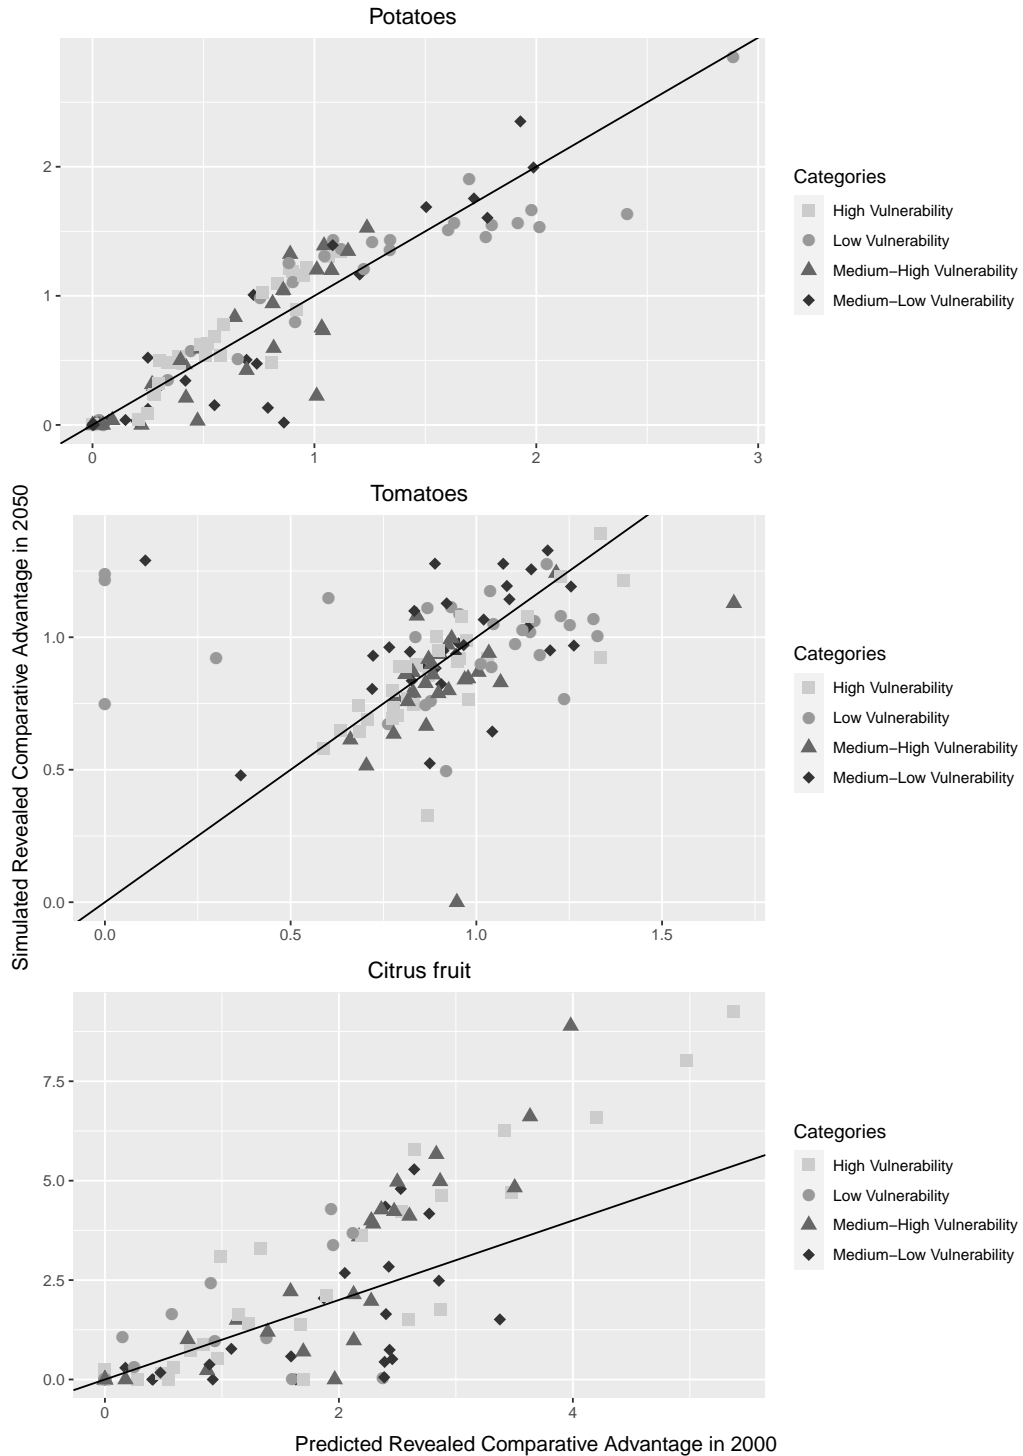 Potatoes
2
1
0
0
1
2
3
Categories
High Vulnerability
Low Vulnerability
Medium−High Vulnerability
Medium−Low Vulnerability
Simulated Revealed Comparative Advantage in 2050
Tomatoes
1.0
0.5
0.0
0.0
0.5
1.0
1.5
Categories
High Vulnerability
Low Vulnerability
Medium−High Vulnerability
Medium−Low Vulnerability
Citrus fruit
7.5
5.0
2.5
0.0
0
2
4
Categories
High Vulnerability
Low Vulnerability
Medium−High Vulnerability
Medium−Low Vulnerability
Predicted Revealed Comparative Advantage in 2000